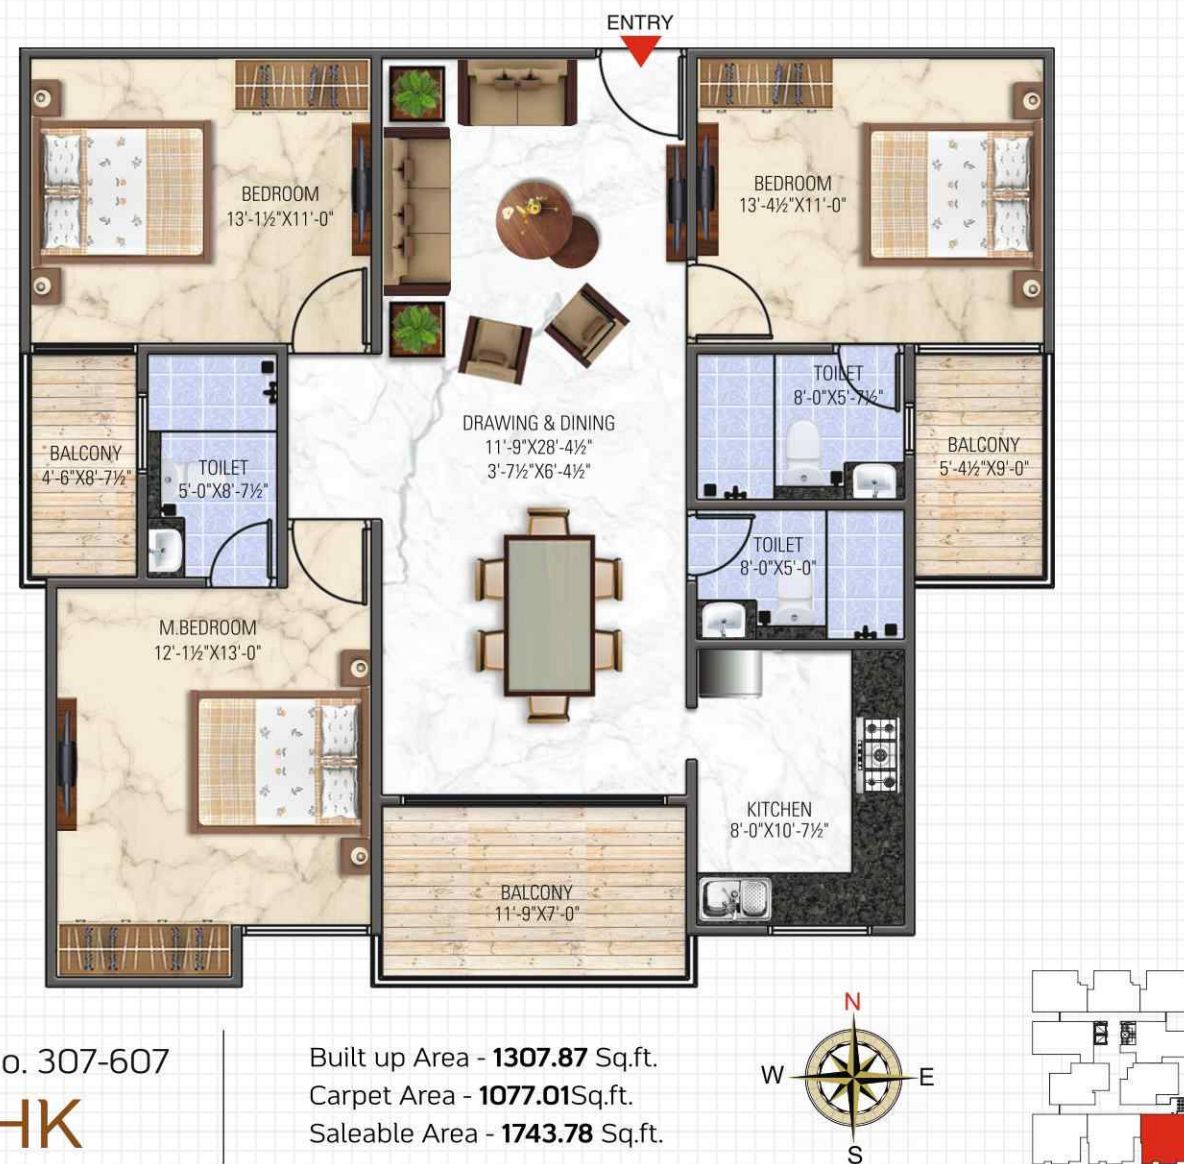 ENTRY
BEDROOM
13'-1½"X11'-0"
BEDROOM
13'-4½"X11'-0"
TOILET
8'-0"X5'-7½"
DRAWING & DINING
11'-9"X28'-4½"
3'-7½"X6'-4½"
BALCONY
4'-6"X8'-7½"
TOILET
5'-0"X8'-7½"
BALCONY
5'-4½"X9'-0"
TOILET
8'-0"X5'-0"
M.BEDROOM
12'-1½"X13'-0"
KITCHEN
8'-0"X10'-7½"
BALCONY
11'-9"X7'-0"
o. 307-607
HK
Built up Area - 1307.87 Sq.ft.
Carpet Area - 1077.01Sq.ft.
Saleable Area - 1743.78 Sq.ft.
N
W
E
S